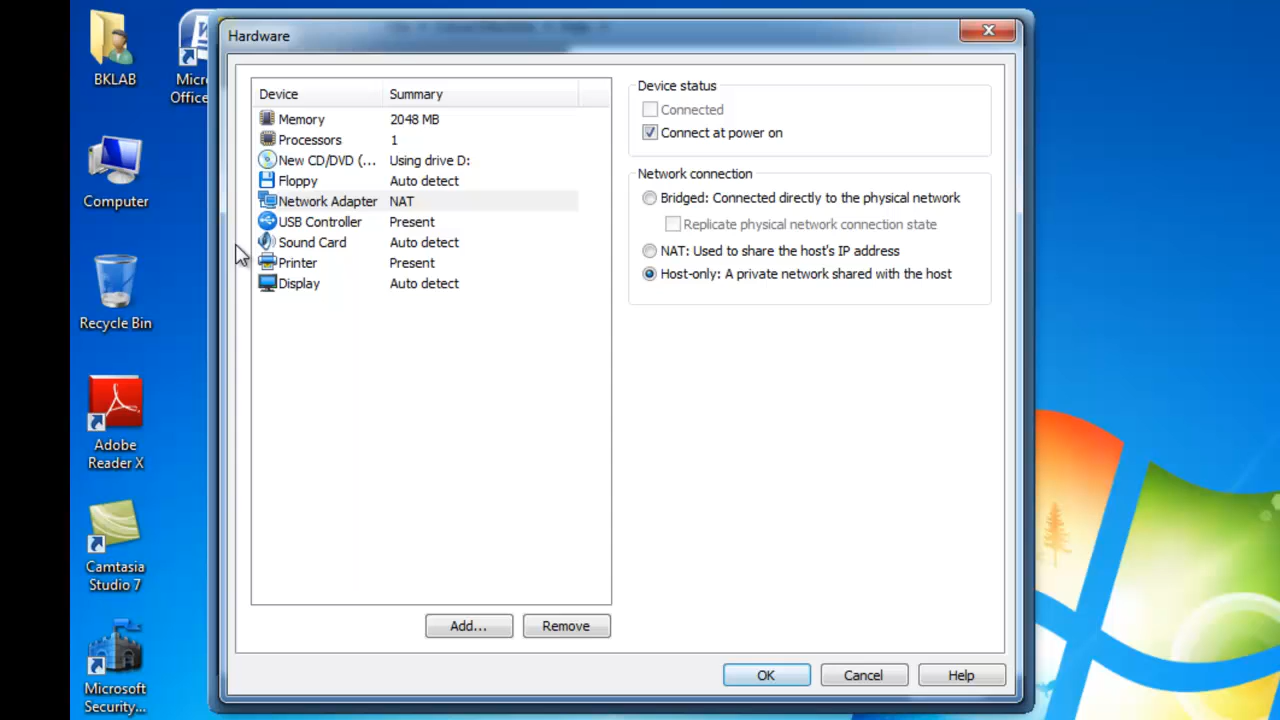 BKLAB
Micr
Office
Computer
Recycle Bin
Adobe
Reader X
Camtasia
Studio 7
Microsoft
Security...
Hardware
Device Summary
Memory 2048 MB
Processors 1
New CD/DVD (... Using drive D:
Floppy Auto detect
Network Adapter NAT
USB Controller Present
Sound Card Auto detect
Printer Present
Display Auto detect
Add... Remove
Device status
Connected
Connect at power on
Network connection
Bridged: Connected directly to the physical network
Replicate physical network connection state
NAT: Used to share the host's IP address
Host-only: A private network shared with the host
OK Cancel Help